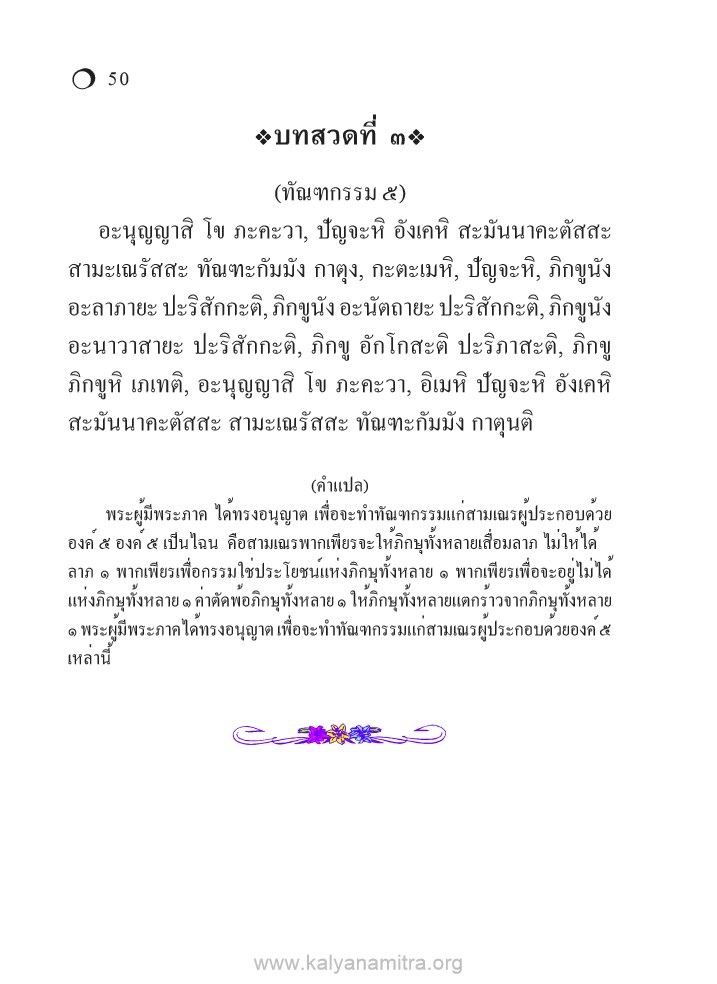 50
❖บทสวดที่ ๓❖
(ทัณฑกรรม ๕)
อะนุญญาสิ โข ภะคะวา, ปัญจะหิ อังเคหิ สะมันนาคะตัสสะ
สามะเณรัสสะ ทัณฑะกัมมัง กาตุง, กะตะเมหิ, ปัญจะหิ, ภิกขูนัง
อะลาภายะ ปะริสักกะติ, ภิกขูนัง อะนัตถายะ ปะริสักกะติ, ภิกขูนัง
อะนาวาสายะ ปะริสักกะติ, ภิกขู อักโกสะติ ปะริภาสะติ, ภิกขู
ภิกขูหิ เภเทติ, อะนุญญาสิ โข ภะคะวา, อิเมหิ ปัญจะหิ อังเคหิ
สะมันนาคะตัสสะ สามะเณรัสสะ ทัณฑะกัมมัง กาตุนติ
(คำแปล)
พระผู้มีพระภาค ได้ทรงอนุญาต เพื่อจะทำทัณฑกรรมแก่สามเณรผู้ประกอบด้วย
องค์ ๕ องค์ ๕ เป็นไฉน คือสามเณรพากเพียรจะให้ภิกษุทั้งหลายเสื่อมลาภ ไม่ให้ได้
ลาภ ๑ พากเพียรเพื่อกรรมใช่ประโยชน์แห่งภิกษุทั้งหลาย ๑ พากเพียรเพื่อจะอยู่ไม่ได้
แห่งภิกษุทั้งหลาย ๑ ค่าตัดพ้อภิกษุทั้งหลาย ๑ ให้ภิกษุทั้งหลายแตกร้าวจากภิกษุทั้งหลาย
๑ พระผู้มีพระภาคได้ทรงอนุญาต เพื่อจะทำทัณฑกรรมแก่สามเณรผู้ประกอบด้วยองค์ ๕
เหล่านี้
www.kalyanamitra.org